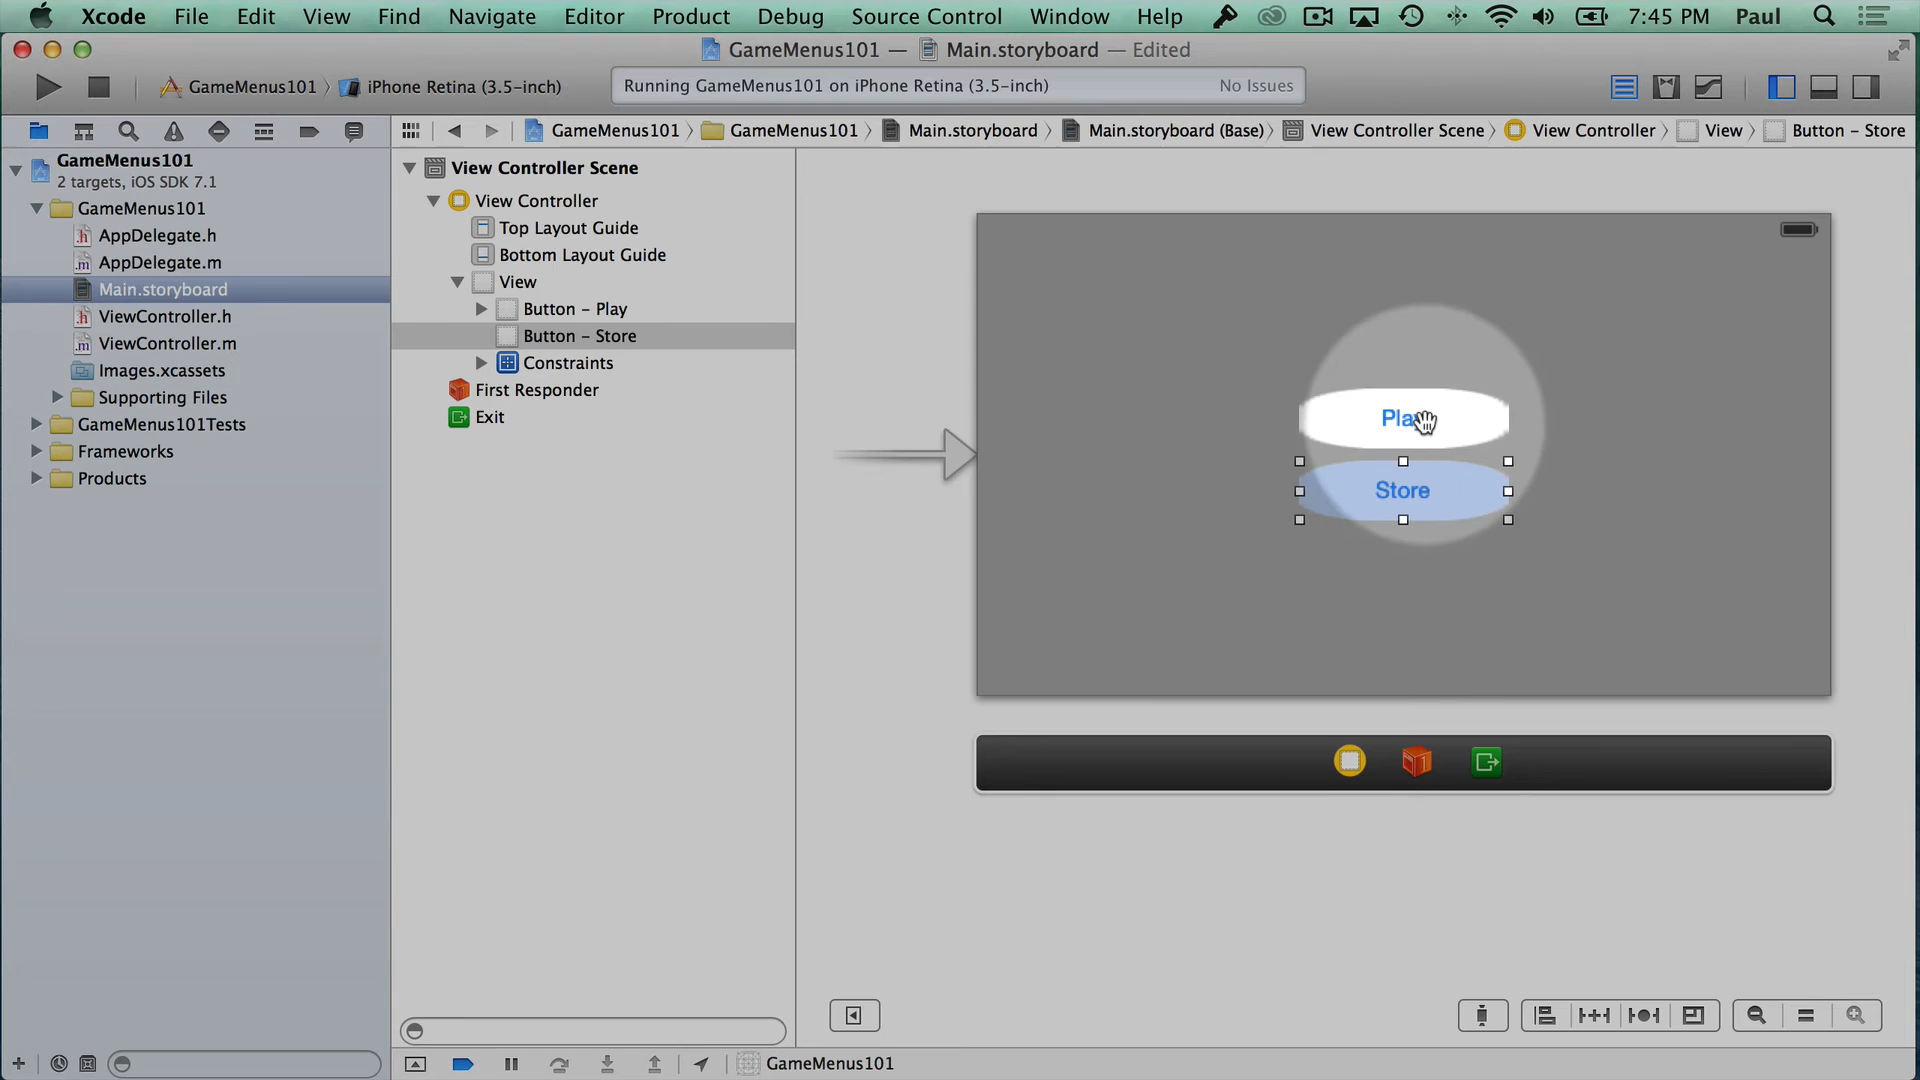 Xcode File Edit View Find Navigate Editor Product Debug Source Control Window Help 7:45 PM Paul
GameMenus101 — Main.storyboard — Edited
GameMenus101 iPhone Retina (3.5-inch)
Running GameMenus101 on iPhone Retina (3.5-inch) No Issues
GameMenus101 GameMenus101 Main.storyboard Main.storyboard (Base) View Controller Scene View Controller View Button – Store
GameMenus101
2 targets, iOS SDK 7.1
GameMenus101
AppDelegate.h
AppDelegate.m
Main.storyboard
ViewController.h
ViewController.m
Images.xcassets
Supporting Files
GameMenus101Tests
Frameworks
Products
View Controller Scene
View Controller
Top Layout Guide
Bottom Layout Guide
View
Button – Play
Button – Store
Constraints
First Responder
Exit
Store
GameMenus101